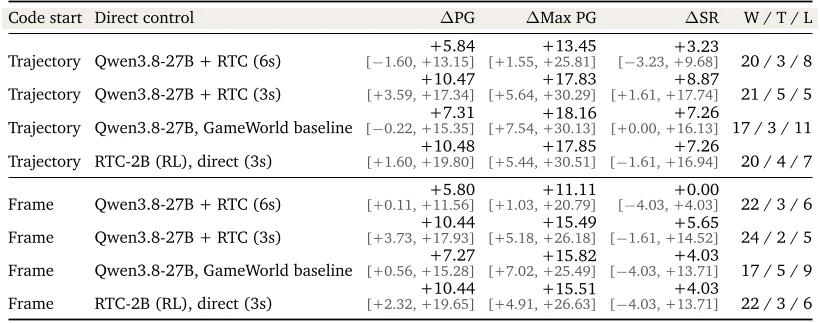 Code start Direct control ΔPG ΔMax PG ΔSR W / T / L
+5.84 +13.45 +3.23
Trajectory Qwen3.8-27B + RTC (6s) [−1.60, +13.15] [+1.55, +25.81] [−3.23, +9.68] 20 / 3 / 8
+10.47 +17.83 +8.87
Trajectory Qwen3.8-27B + RTC (3s) [+3.59, +17.34] [+5.64, +30.29] [+1.61, +17.74] 21 / 5 / 5
+7.31 +18.16 +7.26
Trajectory Qwen3.8-27B, GameWorld baseline [−0.22, +15.35] [+7.54, +30.13] [+0.00, +16.13] 17 / 3 / 11
+10.48 +17.85 +7.26
Trajectory RTC-2B (RL), direct (3s) [+1.60, +19.80] [+5.44, +30.51] [−1.61, +16.94] 20 / 4 / 7
+5.80 +11.11 +0.00
Frame Qwen3.8-27B + RTC (6s) [+0.11, +11.56] [+1.03, +20.79] [−4.03, +4.03] 22 / 3 / 6
+10.44 +15.49 +5.65
Frame Qwen3.8-27B + RTC (3s) [+3.73, +17.93] [+5.18, +26.18] [−1.61, +14.52] 24 / 2 / 5
+7.27 +15.82 +4.03
Frame Qwen3.8-27B, GameWorld baseline [+0.56, +15.28] [+7.02, +25.49] [−4.03, +13.71] 17 / 5 / 9
+10.44 +15.51 +4.03
Frame RTC-2B (RL), direct (3s) [+2.32, +19.65] [+4.91, +26.63] [−4.03, +13.71] 22 / 3 / 6